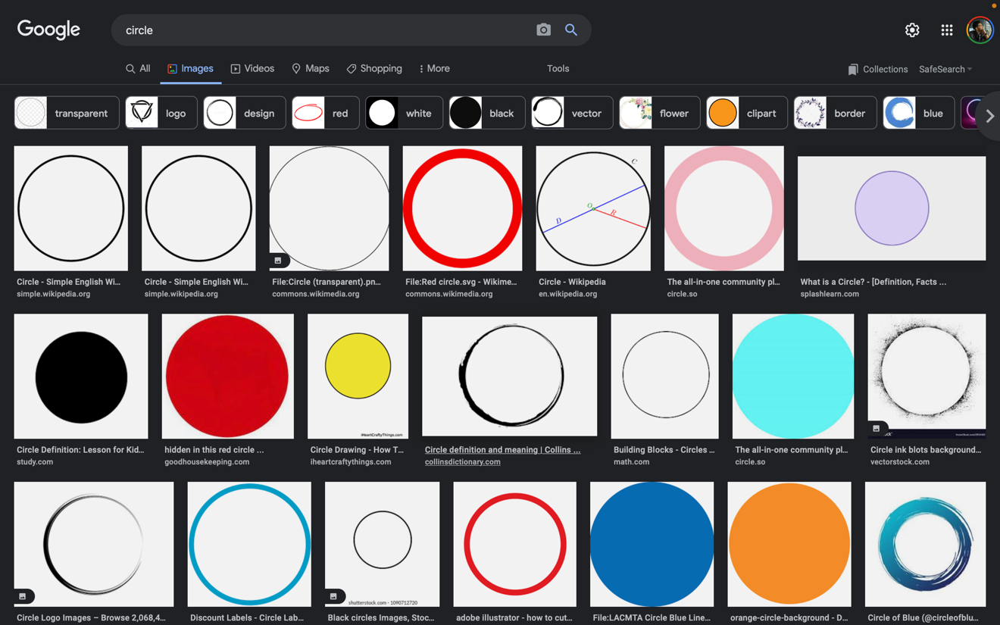 Google
circle
All
Images
Videos
Maps
Shopping
More
Tools
Collections
SafeSearch
transparent
logo
design
red
white
black
vector
flower
clipart
border
blue
C
O
D
R
Circle - Simple English Wi...
simple.wikipedia.org
Circle - Simple English Wi...
simple.wikipedia.org
File:Circle (transparent).pn...
commons.wikimedia.org
File:Red circle.svg - Wikime...
commons.wikimedia.org
Circle - Wikipedia
en.wikipedia.org
The all-in-one community pl...
circle.so
What is a Circle? - [Definition, Facts ...
splashlearn.com
iHeartCraftyThings.com
Circle Definition: Lesson for Kid...
study.com
hidden in this red circle ...
goodhousekeeping.com
Circle Drawing - How T...
iheartcraftythings.com
Circle definition and meaning | Collins ...
collinsdictionary.com
Building Blocks - Circles ...
math.com
The all-in-one community pl...
circle.so
Circle ink blots background...
vectorstock.com
shutterstock.com · 1090712720
Circle Logo Images – Browse 2,068,4...
Discount Labels - Circle Lab...
Black circles Images, Stoc...
adobe illustrator - how to cut...
File:LACMTA Circle Blue Line...
orange-circle-background - D...
Circle of Blue (@circleofblu...